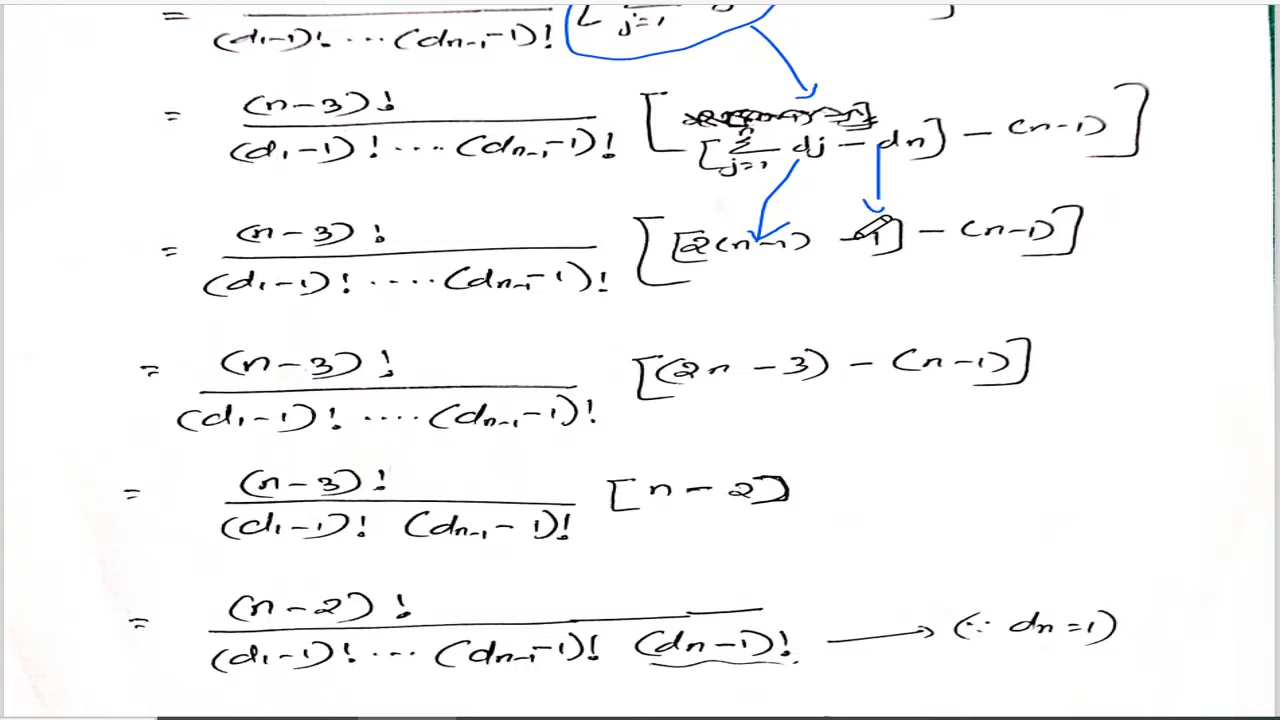 = (d₁-1)! ... (dₙ₋₁-1)! [ j=1
= (n-3)! / (d₁-1)! .... (dₙ₋₁-1)! [ [Σ j=1 n dj - dn] - (n-1) ]
= (n-3)! / (d₁-1)! ..... (dₙ₋₁-1)! [ [2(n-1) -1] - (n-1) ]
= (n-3)! / (d₁-1)! .... (dₙ₋₁-1)! [(2n-3) - (n-1)]
= (n-3)! / (d₁-1)! (dₙ₋₁-1)! [n-2]
= (n-2)! / (d₁-1)! ... (dₙ₋₁-1)! (dn-1)! → (∵ dn=1)